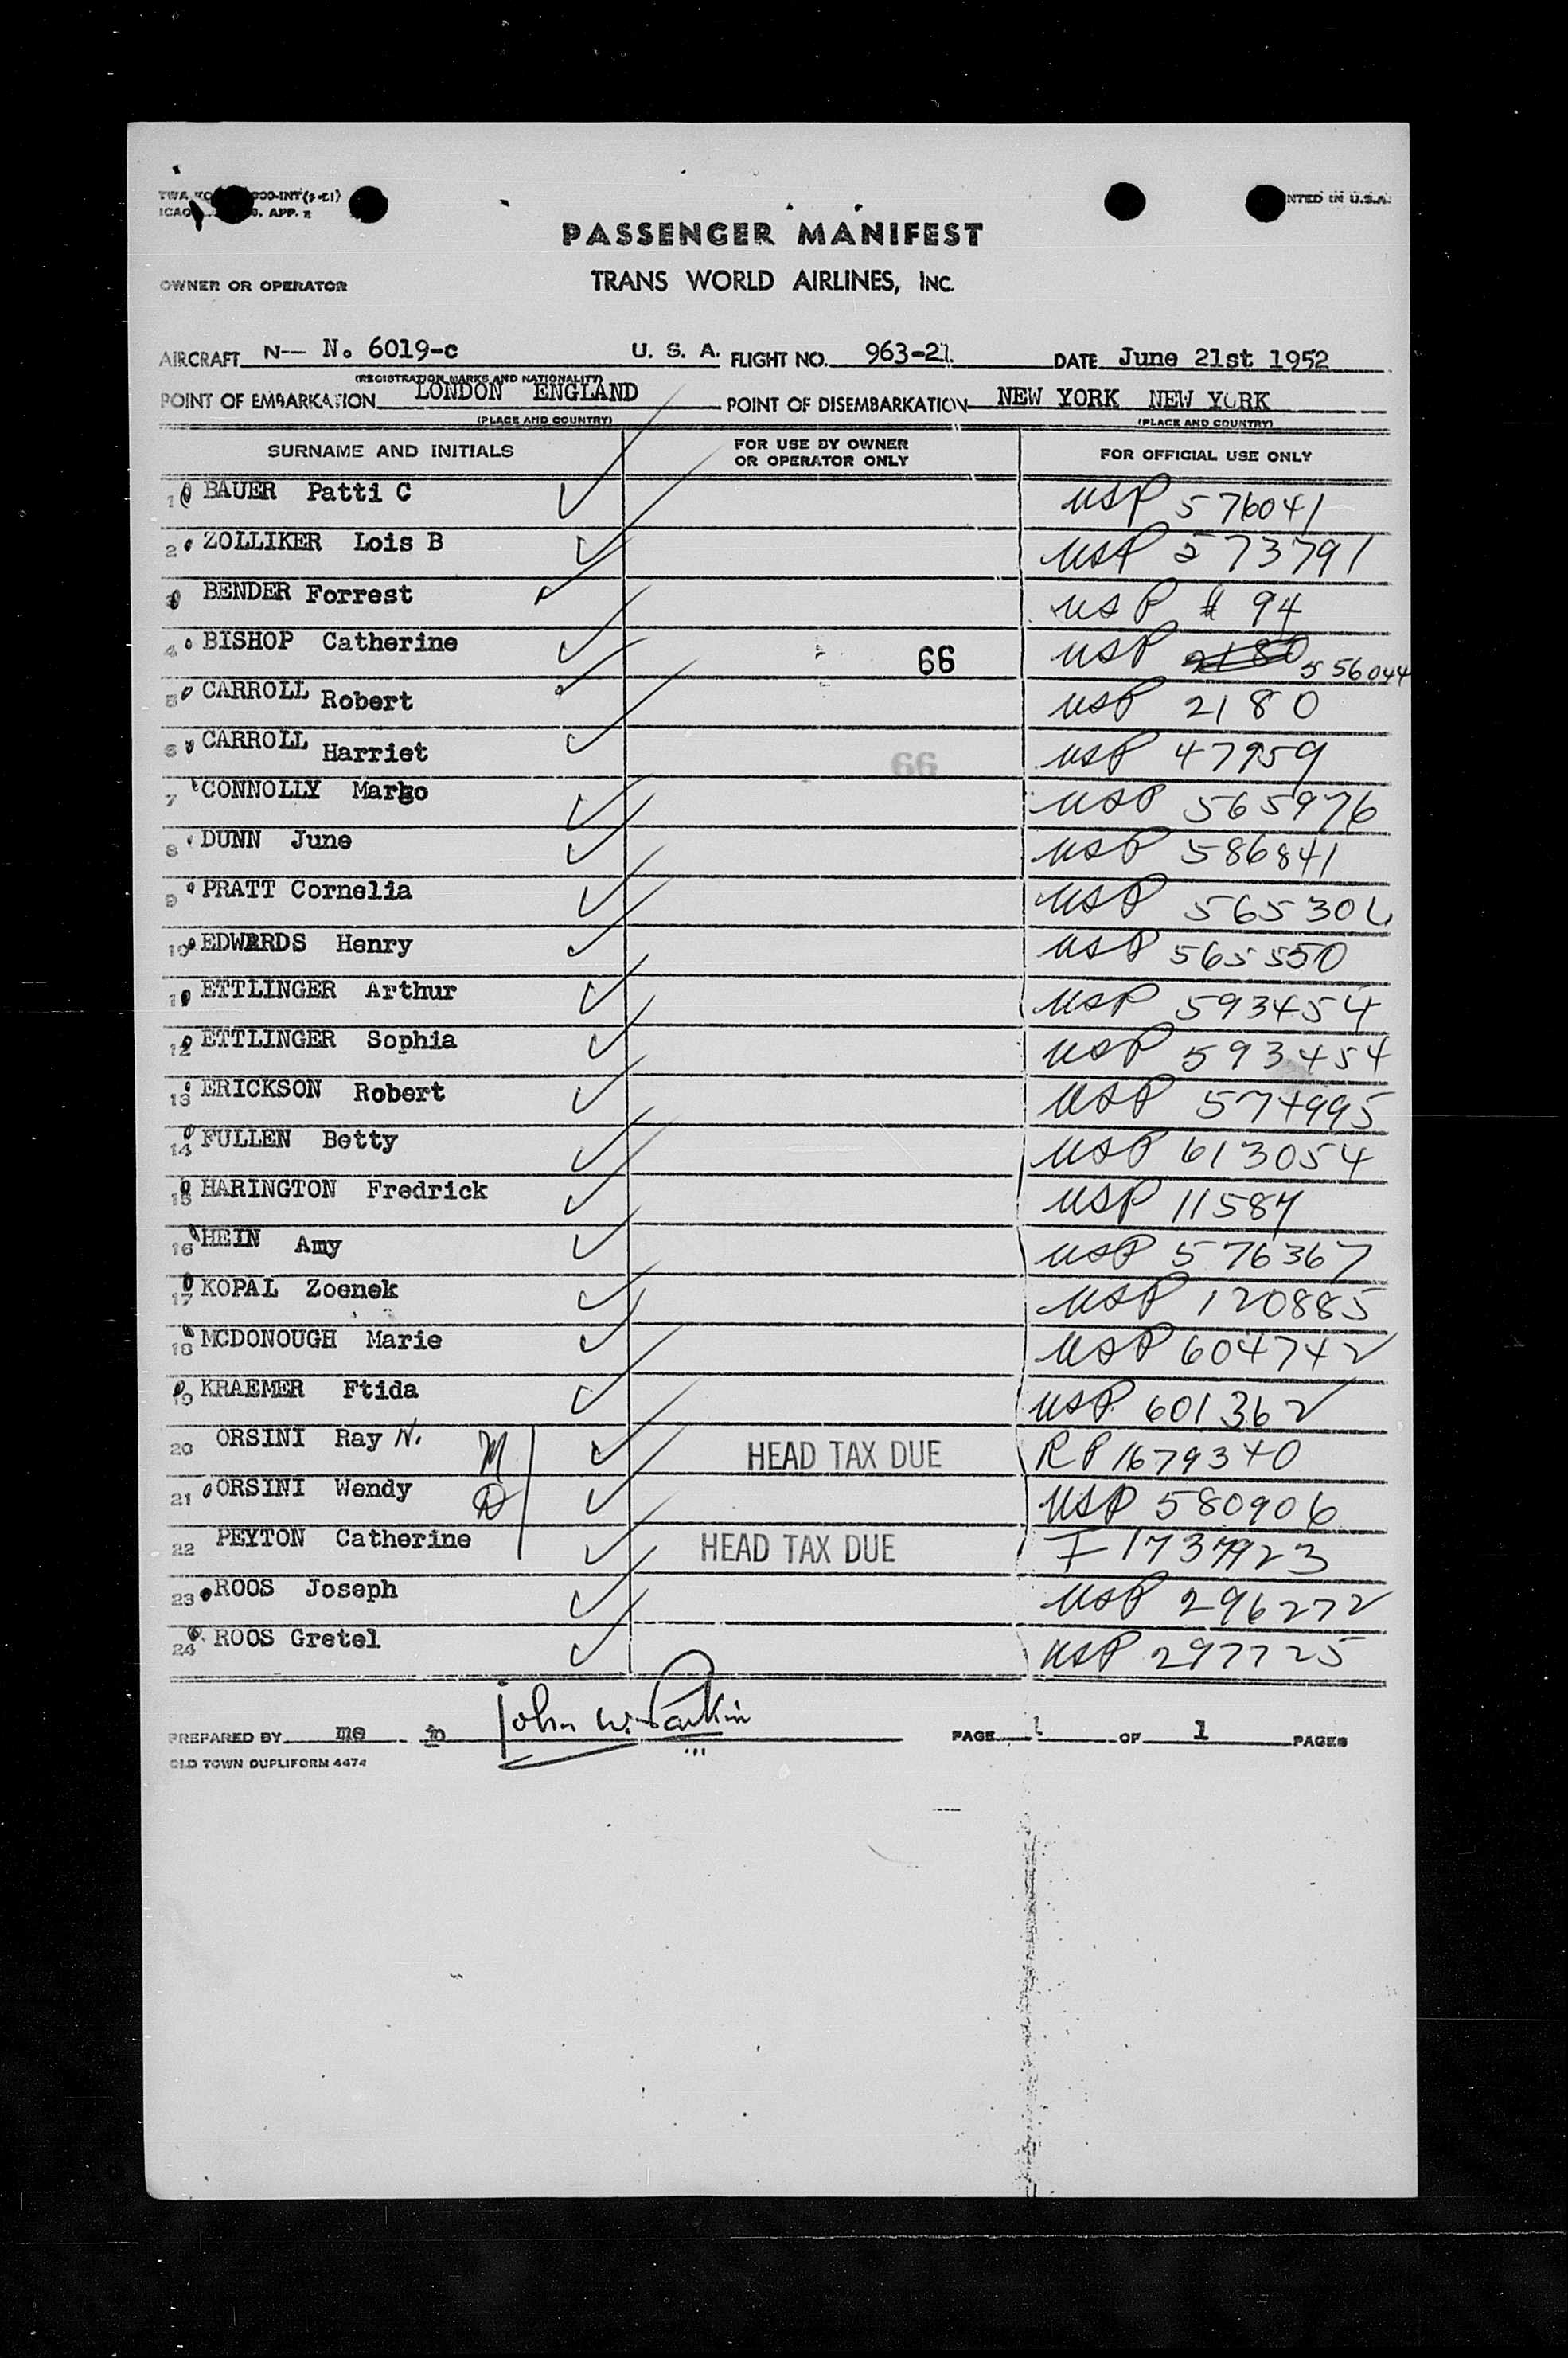 PRINTED IN U.S.A.
PASSENGER MANIFEST
OWNER OR OPERATOR TRANS WORLD AIRLINES, INC.
AIRCRAFT N-- N. 6019-c U. S. A. FLIGHT NO. 963-21 DATE June 21st 1952
(REGISTRATION MARKS AND NATIONALITY)
POINT OF EMBARKATION LONDON ENGLAND POINT OF DISEMBARKATION NEW YORK NEW YORK
(PLACE AND COUNTRY) (PLACE AND COUNTRY)
SURNAME AND INITIALS FOR USE BY OWNER OR OPERATOR ONLY FOR OFFICIAL USE ONLY
1 BAUER Patti C USP 576041
2 ZOLLIKER Lois B USP 573791
3 BENDER Forrest USP # 94
4 BISHOP Catherine 66 USP 2180 556044
5 CARROLL Robert USP 2180
6 CARROLL Harriet 66 USP 47959
7 CONNOLLY Margo USP 565976
8 DUNN June USP 586841
9 PRATT Cornelia USP 565306
10 EDWARDS Henry USP 565550
11 ETTLINGER Arthur USP 593454
12 ETTLINGER Sophia USP 593454
13 ERICKSON Robert USP 574995
14 FULLEN Betty USP 613054
15 HARINGTON Fredrick USP 11587
16 HEIN Amy USP 576367
17 KOPAL Zoenek USP 120885
18 MCDONOUGH Marie USP 604742
19 KRAEMER Ftida USP 601362
20 ORSINI Ray N. M HEAD TAX DUE RP 1679340
21 ORSINI Wendy D USP 580906
22 PEYTON Catherine HEAD TAX DUE I 1737923
23 ROOS Joseph USP 296272
24 ROOS Gretel USP 297725
PREPARED BY me John W. Parkin PAGE 1 OF 1 PAGES
OLD TOWN DUPLIFORM 4474